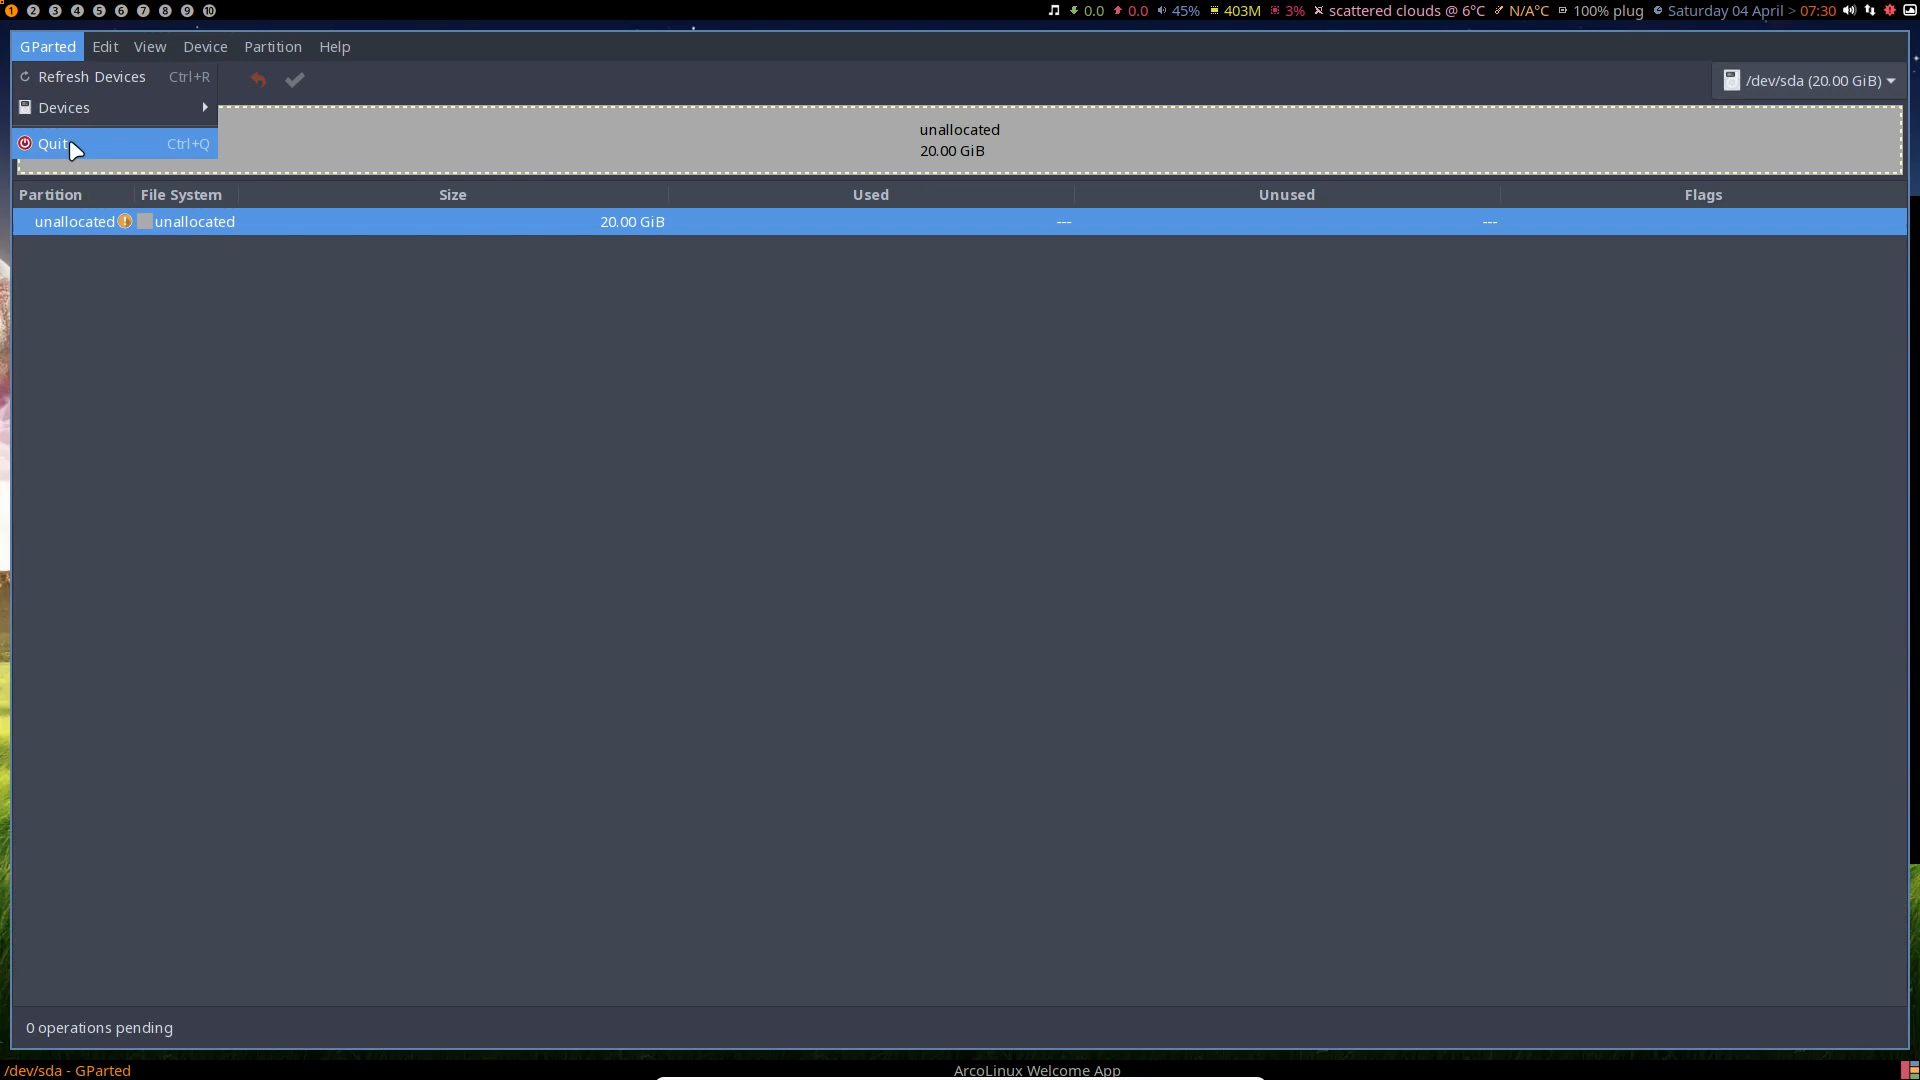 1 2 3 4 5 6 7 8 9 10 0.0 0.0 45% 403M 3% scattered clouds @ 6°C N/A°C 100% plug Saturday 04 April > 07:30
GParted Edit View Device Partition Help
Refresh Devices Ctrl+R
/dev/sda (20.00 GiB)
Devices
unallocated
20.00 GiB
Quit Ctrl+Q
Partition File System Size Used Unused Flags
unallocated unallocated 20.00 GiB --- ---
0 operations pending
/dev/sda - GParted ArcoLinux Welcome App